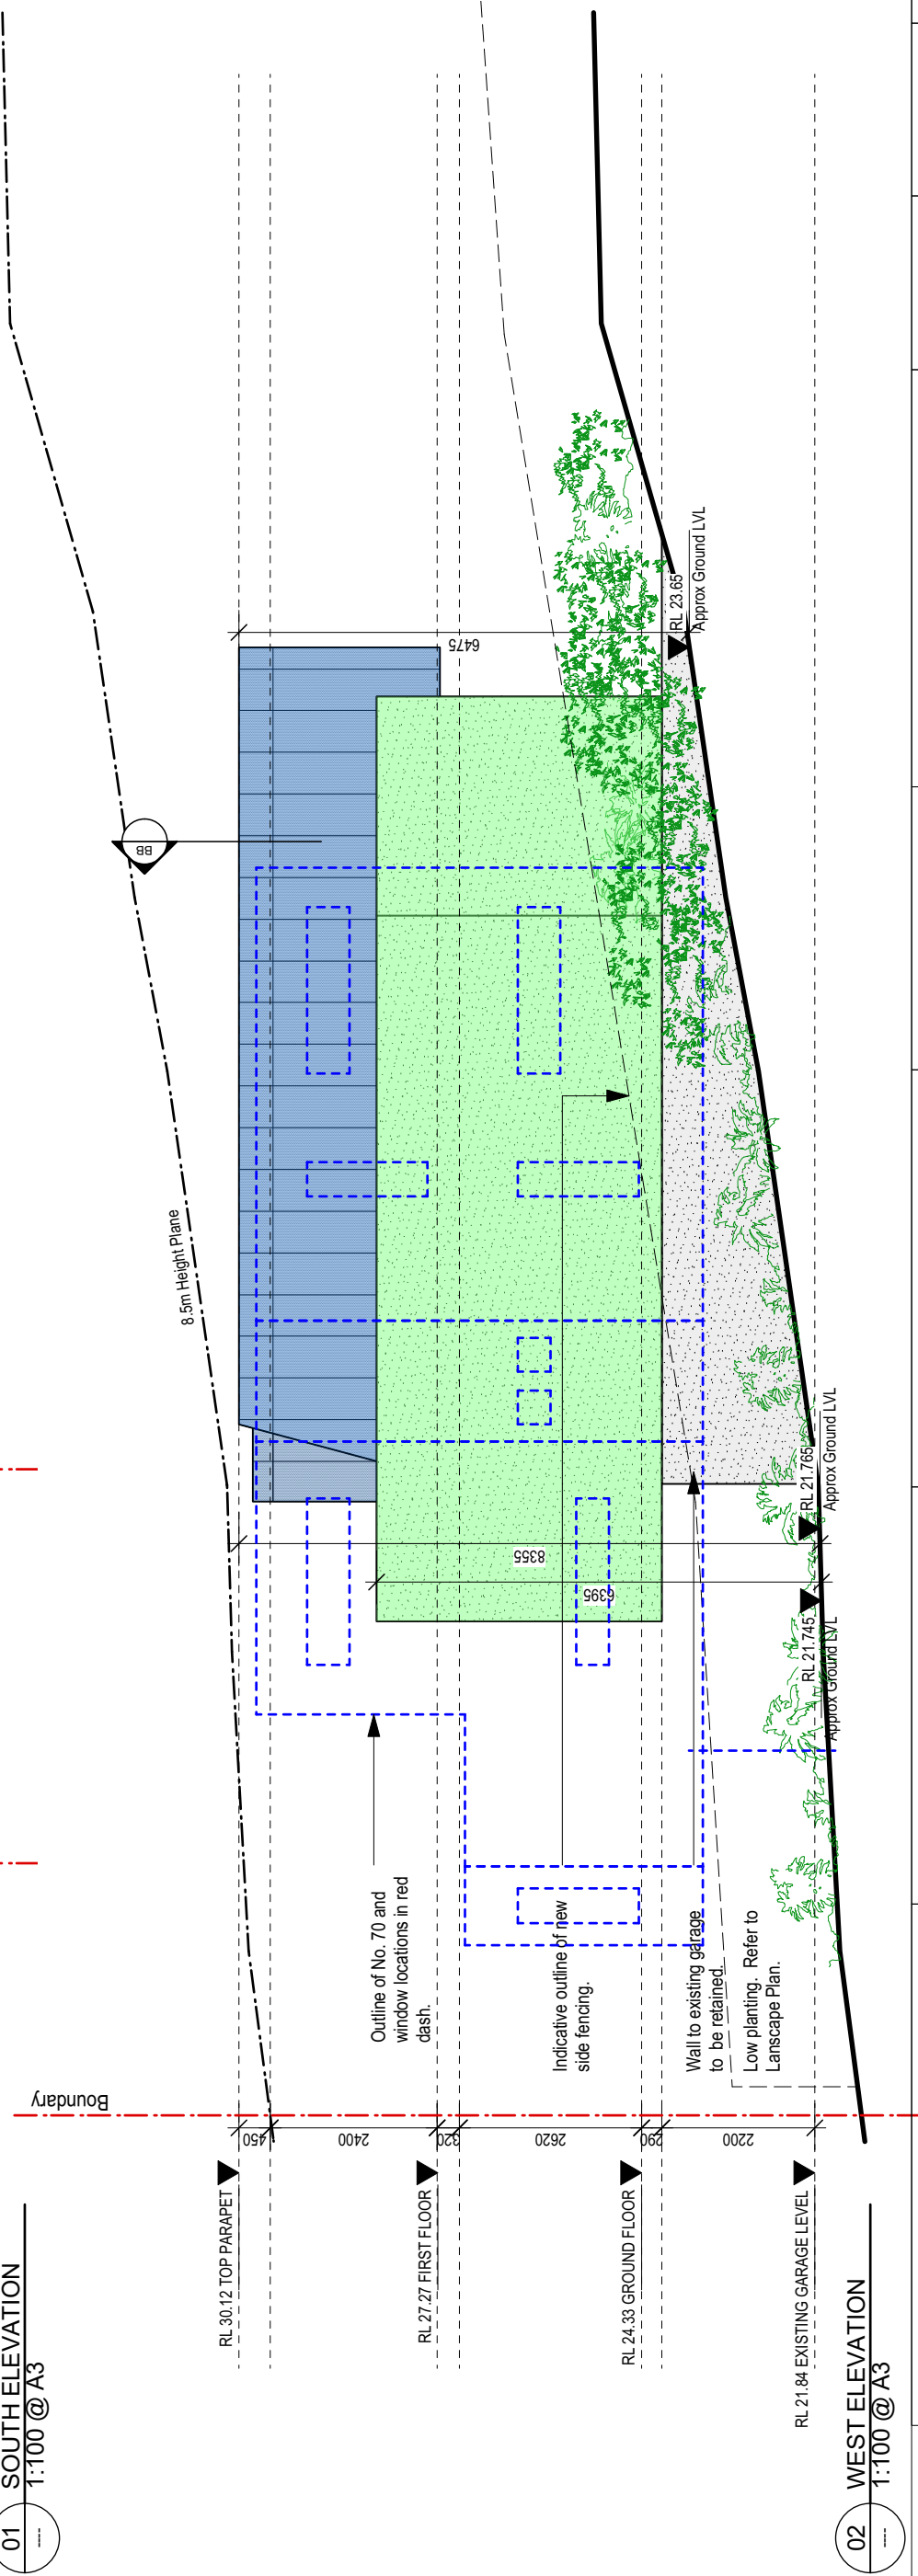 01
SOUTH ELEVATION
----
1:100 @ A3
Boundary
8.5m Height Plane
BB
RL 30.12 TOP PARAPET
450
2400
RL 27.27 FIRST FLOOR
320
2620
RL 24.33 GROUND FLOOR
290
2200
RL 21.84 EXISTING GARAGE LEVEL
Outline of No. 70 and
window locations in red
dash.
Indicative outline of new
side fencing.
Wall to existing garage
to be retained.
Low planting. Refer to
Lanscape Plan.
8355
6395
6475
RL 21.745
Approx Ground LVL
RL 21.765
Approx Ground LVL
RL 23.65
Approx Ground LVL
02
WEST ELEVATION
----
1:100 @ A3